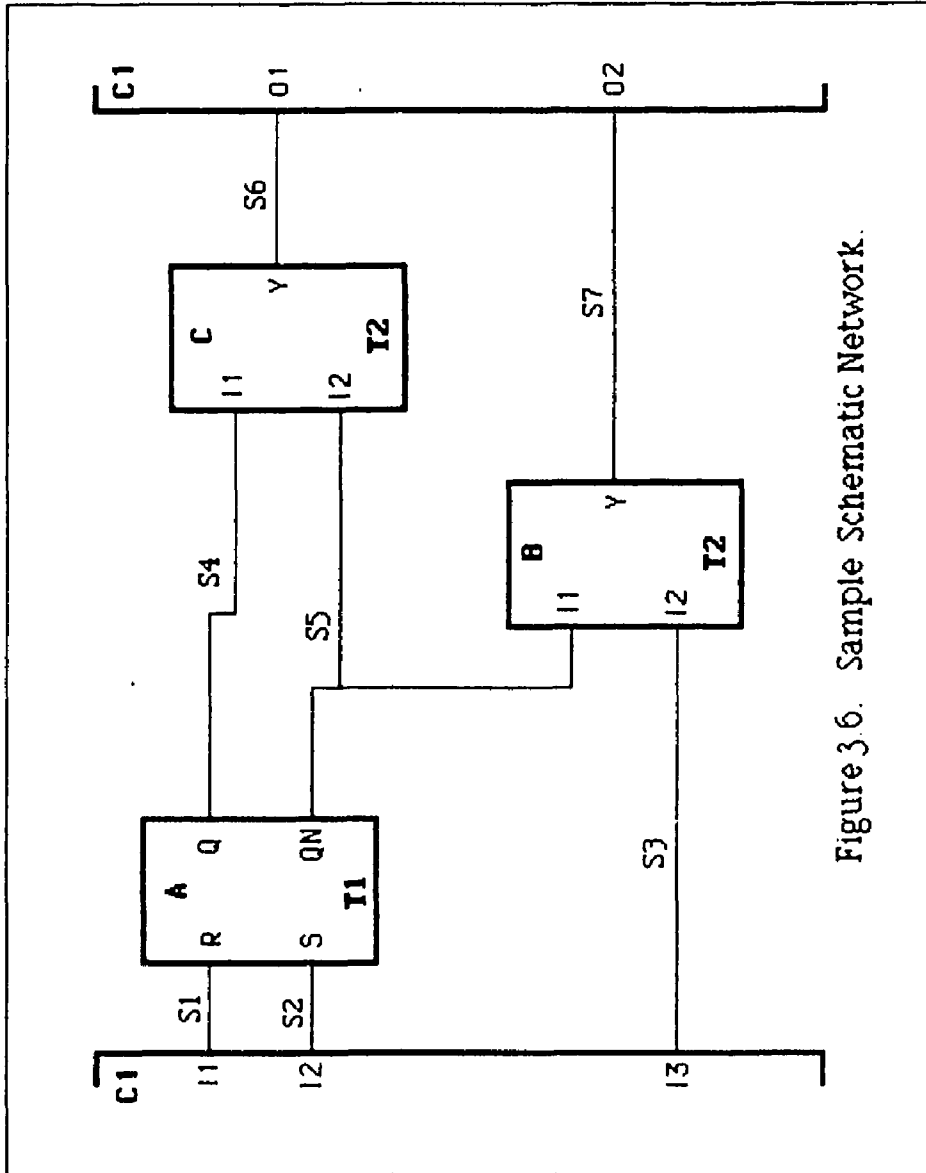 C1
C1
I1
S1
R
A
Q
S4
I1
C
Y
S6
O1
I2
S2
S
QN
T1
S5
I2
T2
I1
B
Y
S7
O2
I3
S3
I2
T2
Figure 3.6. Sample Schematic Network.